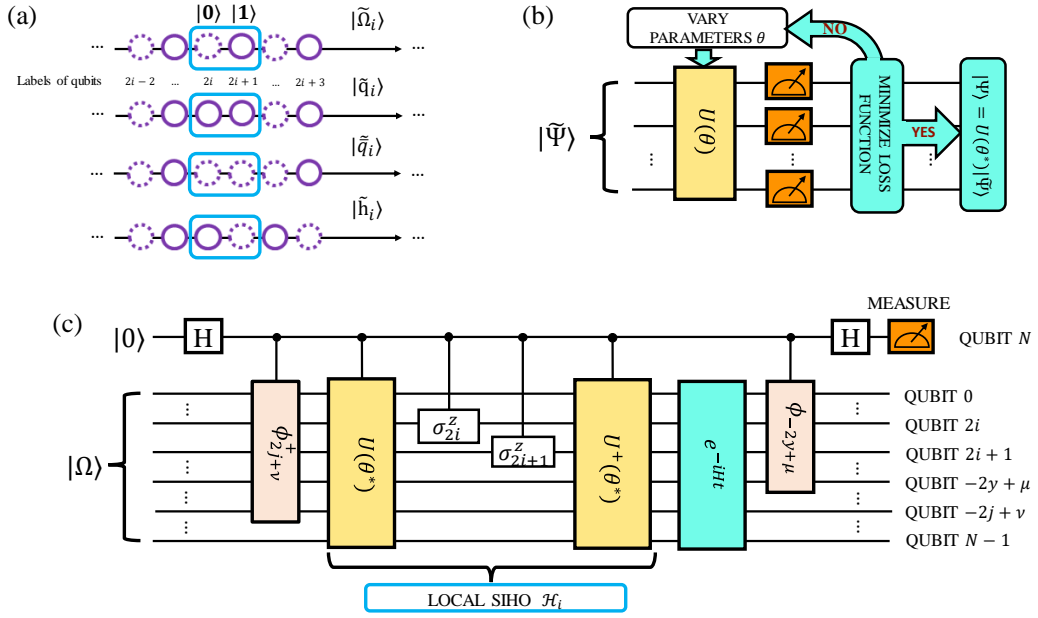 (a)
|0⟩ |1⟩
|Ω̃ᵢ⟩
... ...
Labels of qubits 2i − 2 ... 2i 2i + 1 ... 2i + 3
|q̃ᵢ⟩
... ...
|q̃̄ᵢ⟩
... ...
|h̃ᵢ⟩
... ...
(b)
VARY
PARAMETERS θ
NO
|Ψ̃⟩
U(θ)
...
...
MINIMIZE LOSS
FUNCTION
YES
...
|Ψ⟩ = U(θ*)|Ψ̃⟩
(c)
MEASURE
|0⟩ H H QUBIT N
|Ω⟩
...
...
ϕ⁺₂ⱼ₊ᵥ
U(θ*)
σᶻ₂ᵢ
σᶻ₂ᵢ₊₁
U⁺(θ*)
e^{−iHt}
ϕ₋₂y₊μ
...
...
QUBIT 0
QUBIT 2i
QUBIT 2i + 1
QUBIT −2y + μ
QUBIT −2j + ν
QUBIT N − 1
LOCAL SIHO ℋᵢ